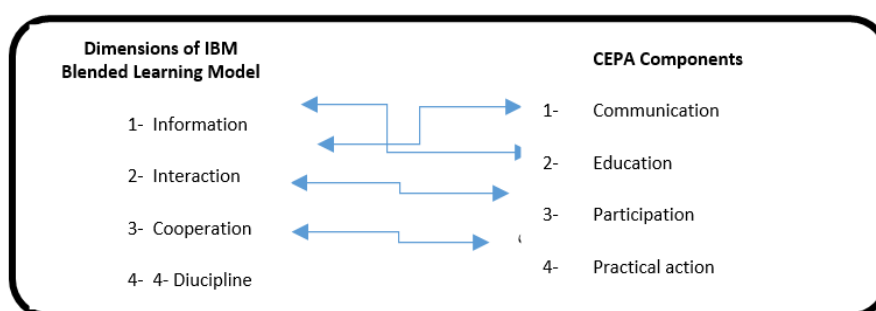 Dimensions of IBM
Blended Learning Model
1- Information
2- Interaction
3- Cooperation
4- 4- Diucipline
CEPA Components
1- Communication
2- Education
3- Participation
4- Practical action